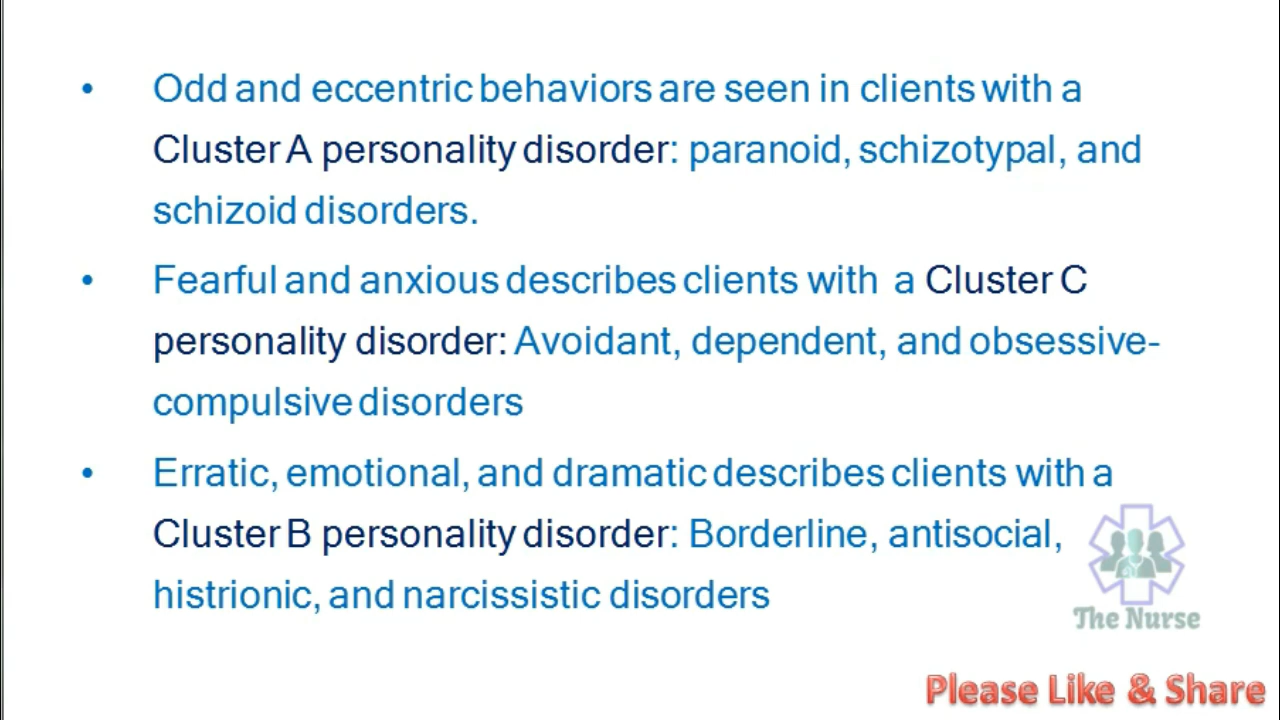 • Odd and eccentric behaviors are seen in clients with a
Cluster A personality disorder: paranoid, schizotypal, and
schizoid disorders.
• Fearful and anxious describes clients with a Cluster C
personality disorder: Avoidant, dependent, and obsessive-
compulsive disorders
• Erratic, emotional, and dramatic describes clients with a
Cluster B personality disorder: Borderline, antisocial,
histrionic, and narcissistic disorders
The Nurse
Please Like & Share